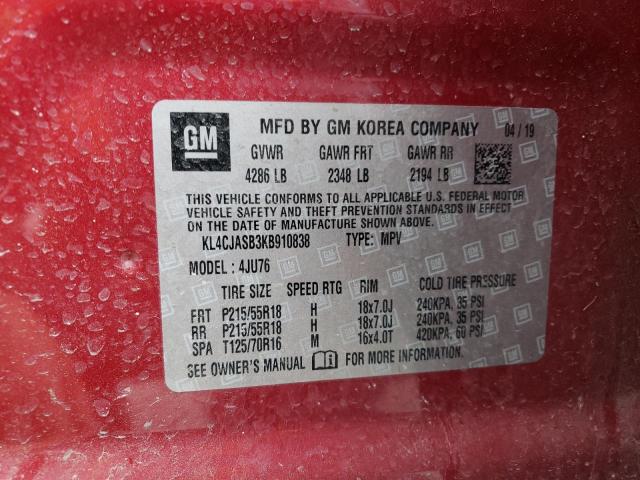 GM MFD BY GM KOREA COMPANY 04 / 19
GVWR GAWR FRT GAWR RR
4286 LB 2348 LB 2194 LB
THIS VEHICLE CONFORMS TO ALL APPLICABLE U.S. FEDERAL MOTOR
VEHICLE SAFETY AND THEFT PREVENTION STANDARDS IN EFFECT
ON THE DATE OF MANUFACTURE SHOWN ABOVE.
KL4CJASB3KB910838 TYPE: MPV
MODEL : 4JU76
TIRE SIZE SPEED RTG RIM COLD TIRE PRESSURE
FRT P215/55R18 H 18x7.0J 240KPA, 35 PSI
RR P215/55R18 H 18x7.0J 240KPA, 35 PSI
SPA T125/70R16 M 16x4.0T 420KPA, 60 PSI
SEE OWNER'S MANUAL FOR MORE INFORMATION.